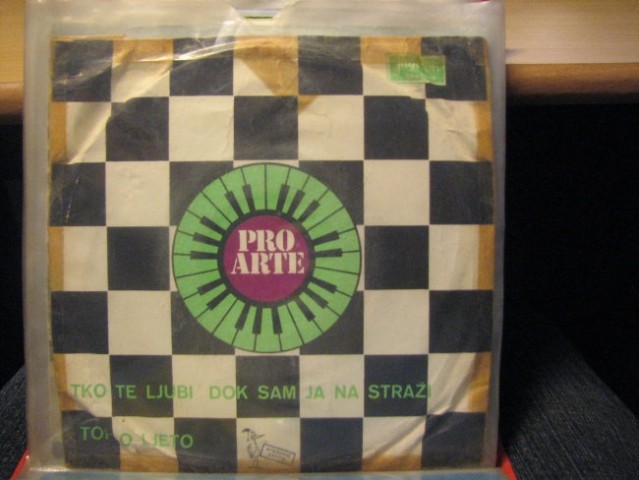 PRO
ARTE
TKO TE LJUBI DOK SAM JA NA STRAŽI
LJETO